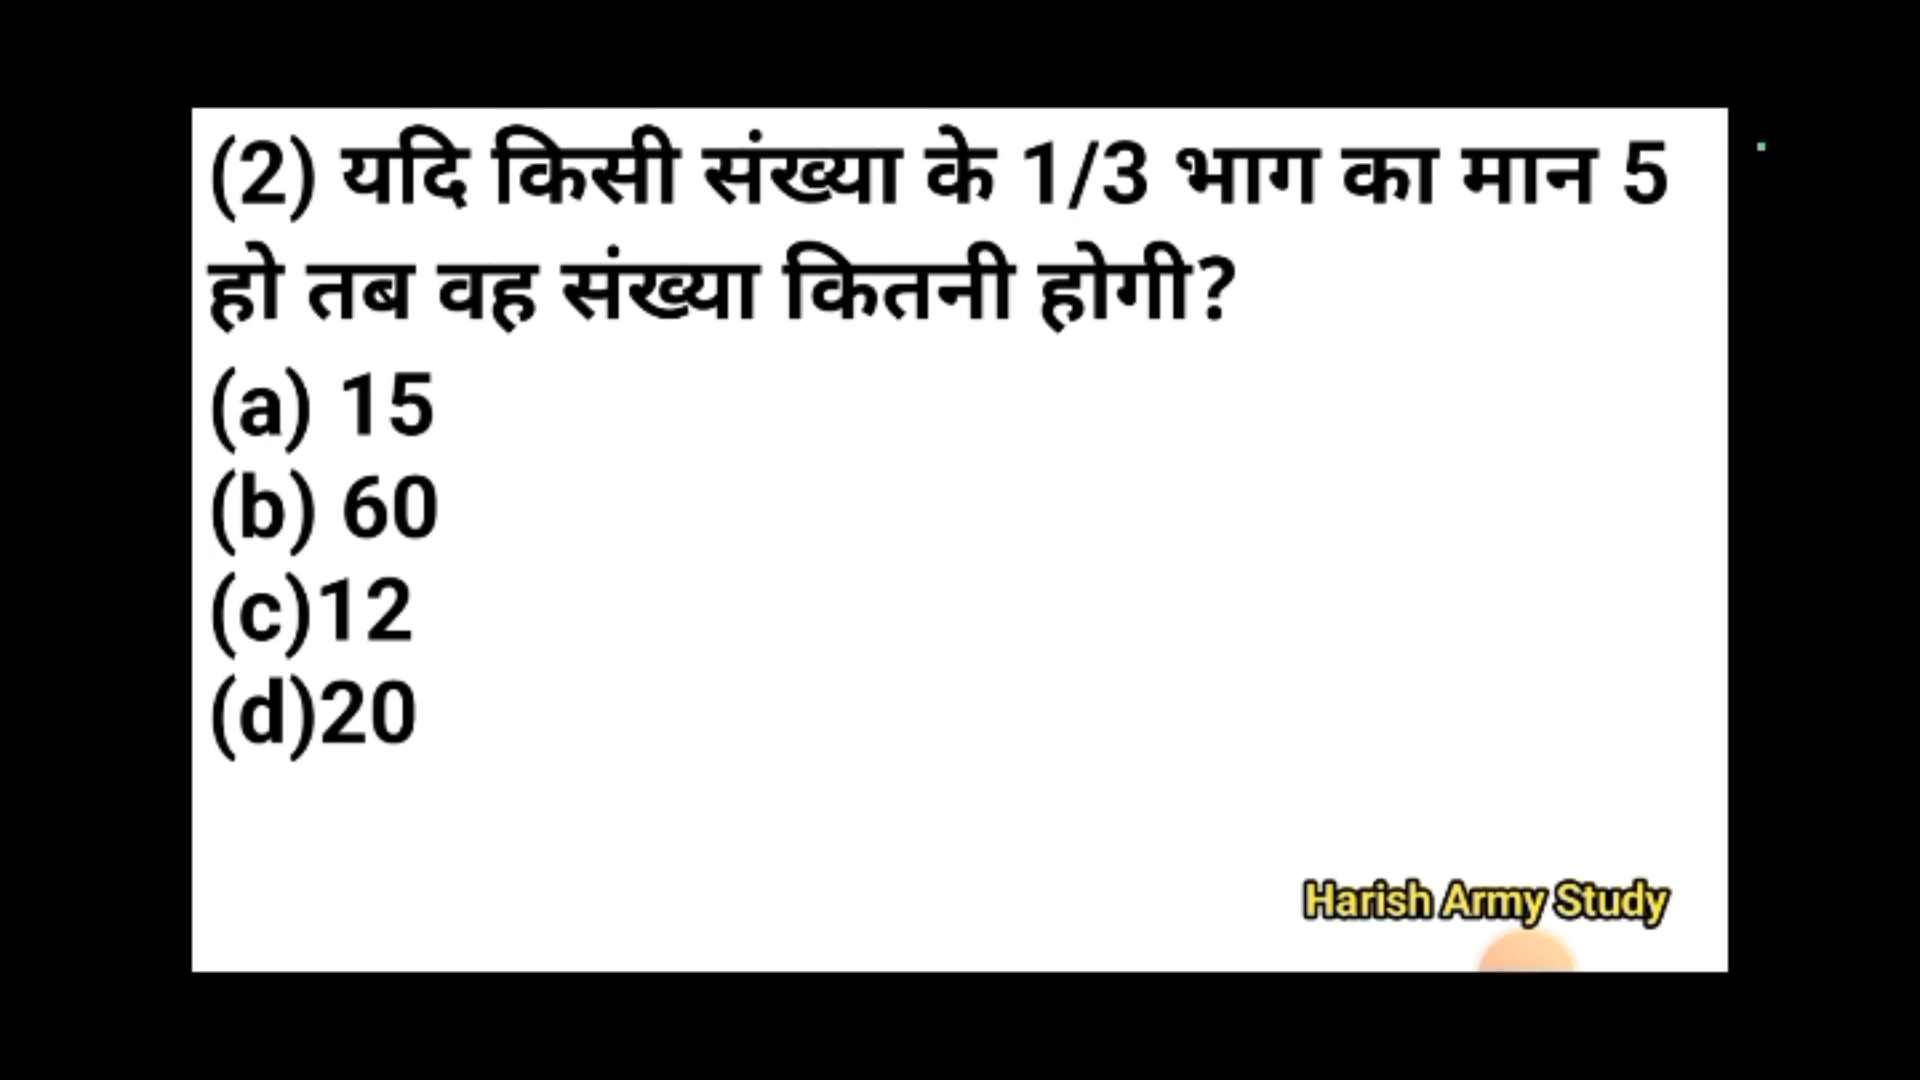 (2) यदि किसी संख्या के 1/3 भाग का मान 5
हो तब वह संख्या कितनी होगी?
(a) 15
(b) 60
(c)12
(d)20
Harish Army Study